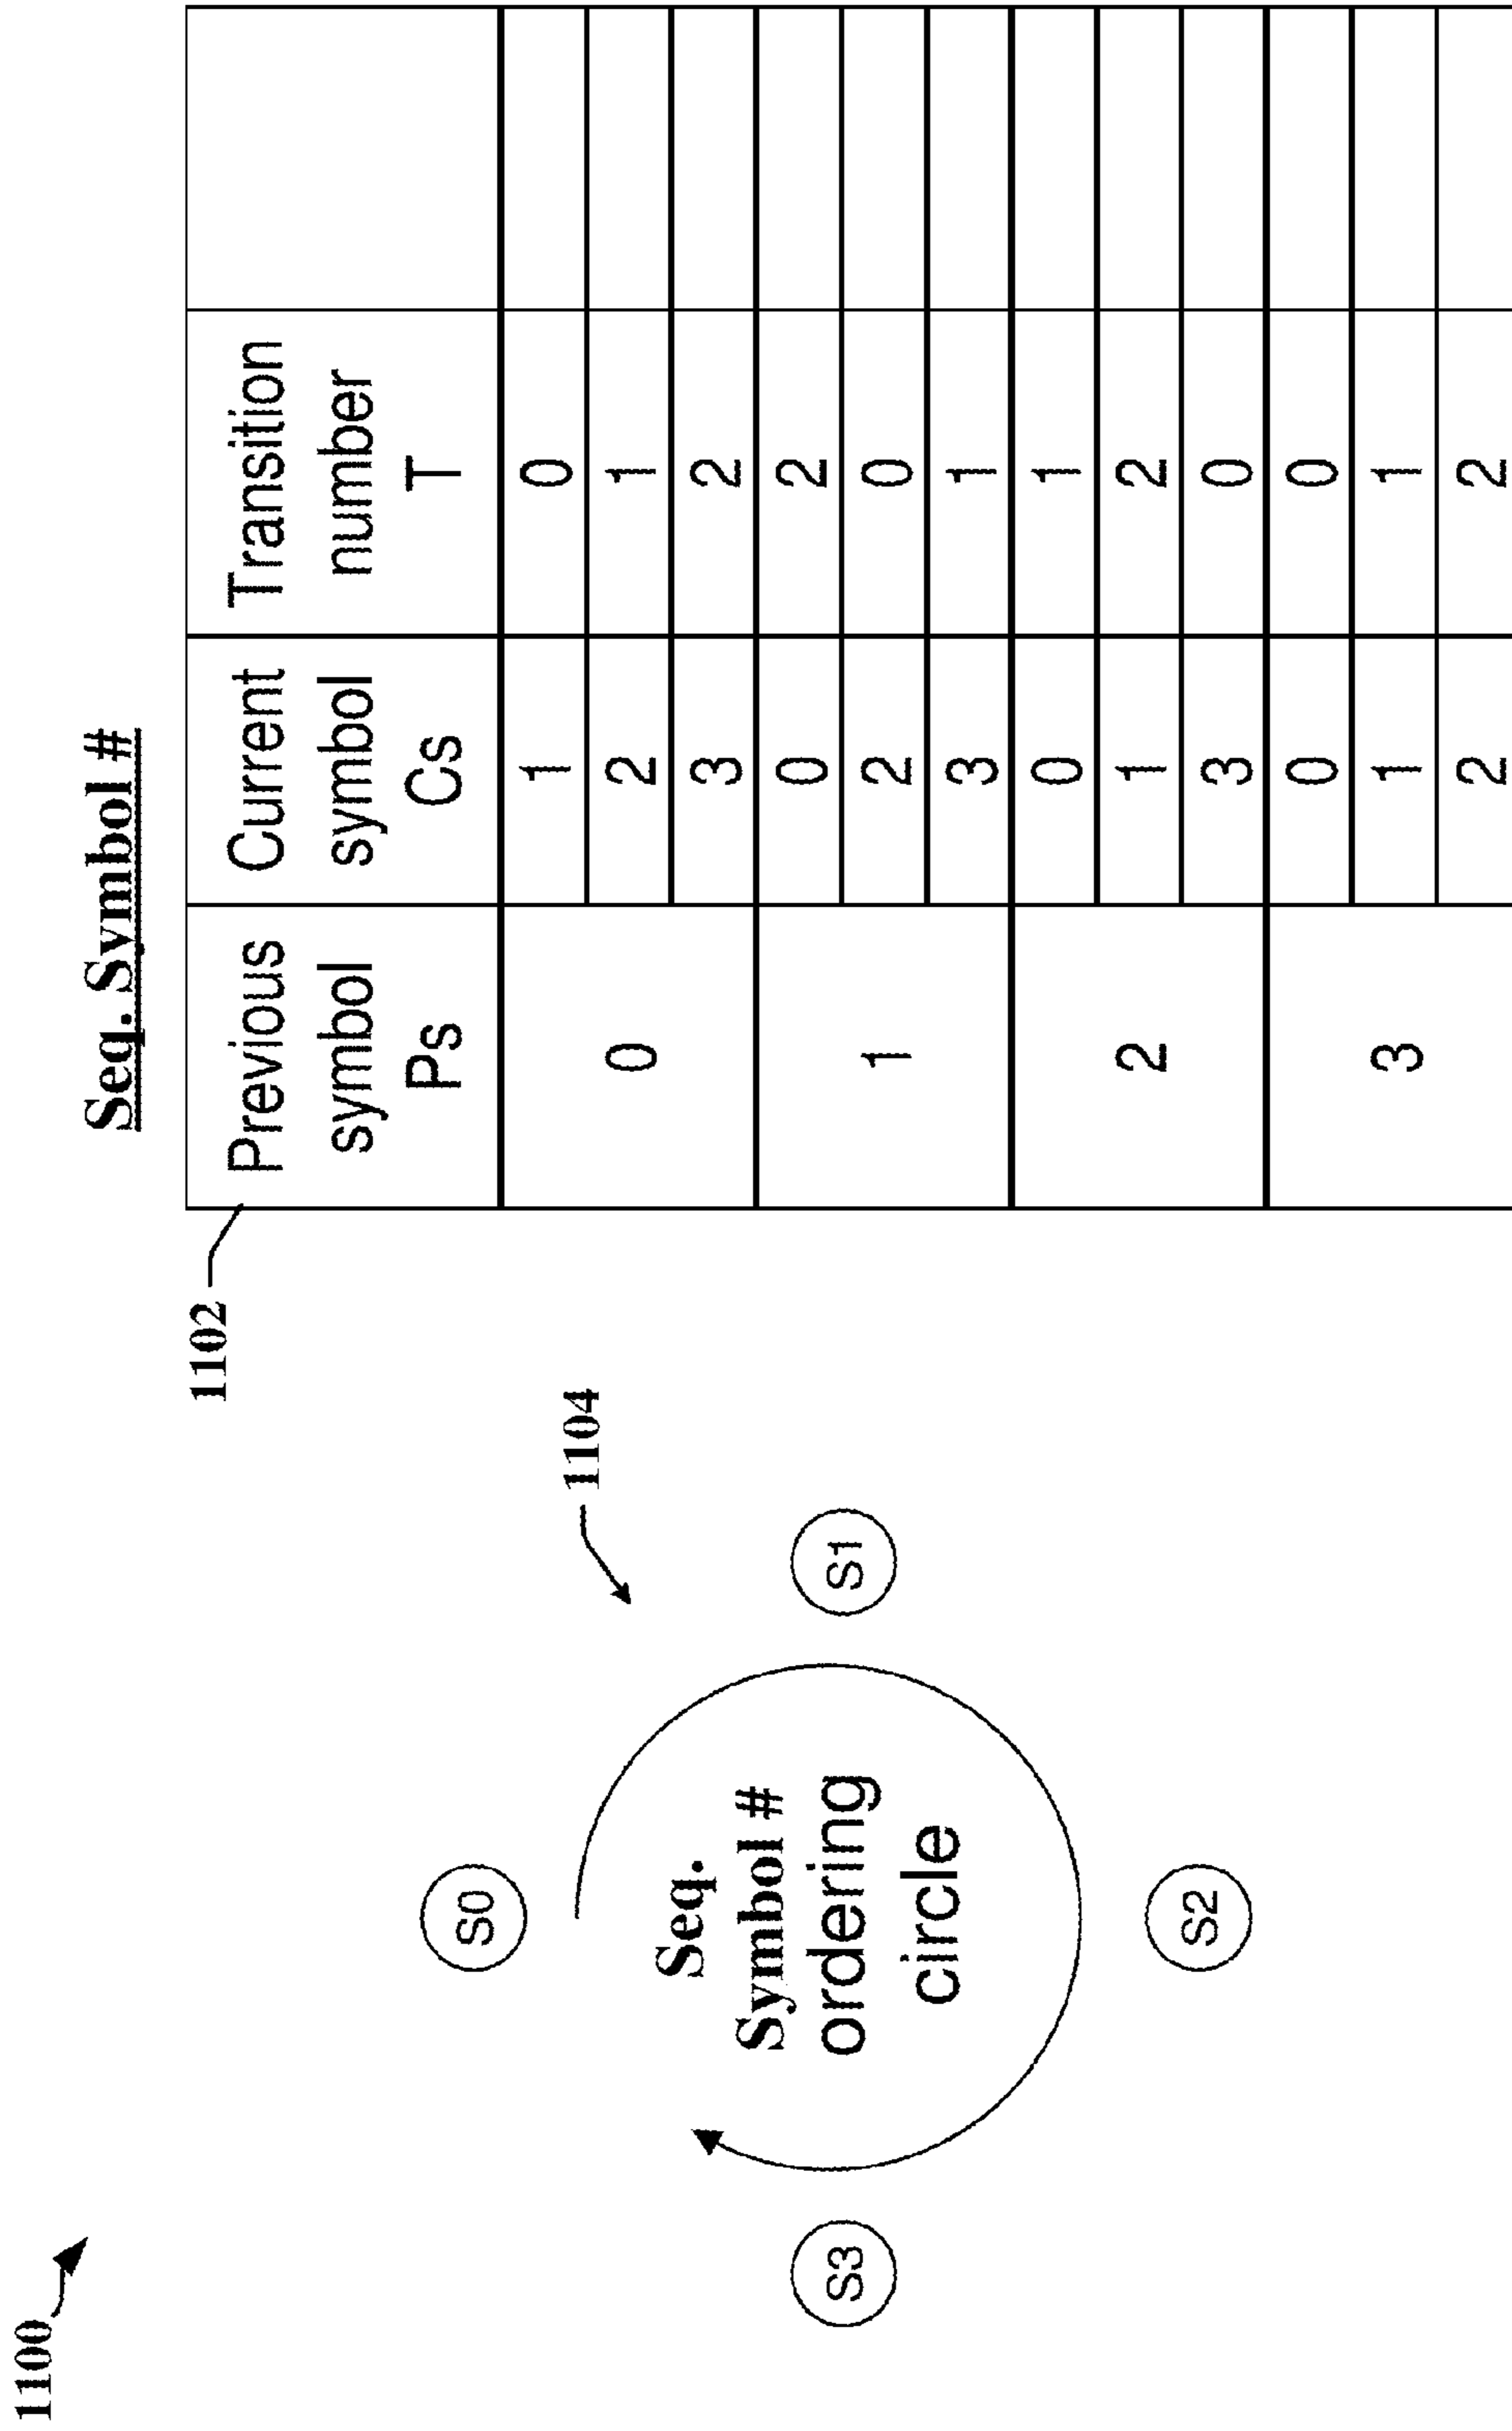 1100
1104
S0
S1
S2
S3
Seq.
Symbol #
ordering
circle
1102
Seq. Symbol #
Previous symbol Ps Current symbol Cs Transition number T
0 1 0
2 1
3 2
1 0 2
2 0
3 1
2 0 1
1 2
3 0
3 0 0
1 1
2 2